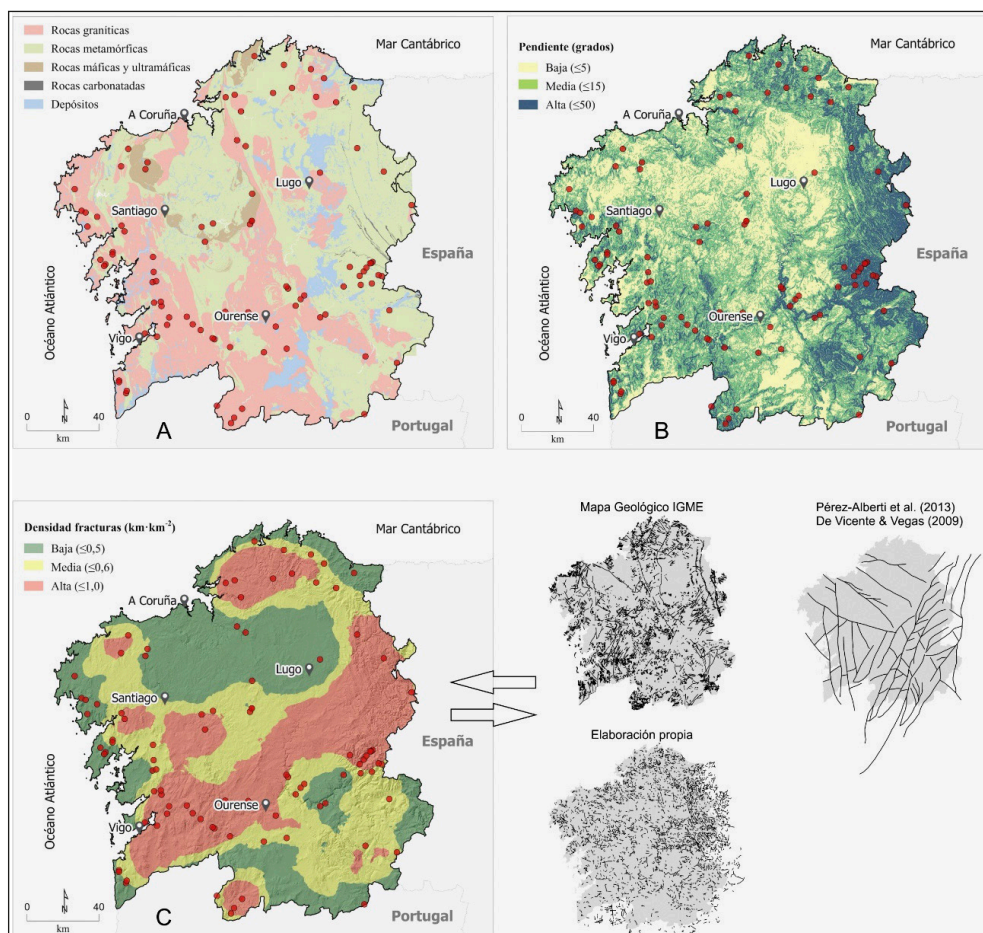 Rocas graníticas
Rocas metamórficas
Rocas máficas y ultramáficas
Rocas carbonatadas
Depósitos
Mar Cantábrico
A Coruña
Lugo
Santiago
España
Océano Atlántico
Ourense
Vigo
0 40
km
N
A
Portugal
Pendiente (grados)
Baja (≤5)
Media (≤15)
Alta (≤50)
Mar Cantábrico
A Coruña
Lugo
Santiago
España
Océano Atlántico
Ourense
Vigo
0 40
km
N
B
Portugal
Densidad fracturas (km·km⁻²)
Baja (≤0,5)
Media (≤0,6)
Alta (≤1,0)
Mar Cantábrico
A Coruña
Lugo
Santiago
España
Océano Atlántico
Ourense
Vigo
0 40
km
N
C
Portugal
Mapa Geológico IGME
Pérez-Alberti et al. (2013)
De Vicente & Vegas (2009)
Elaboración propia